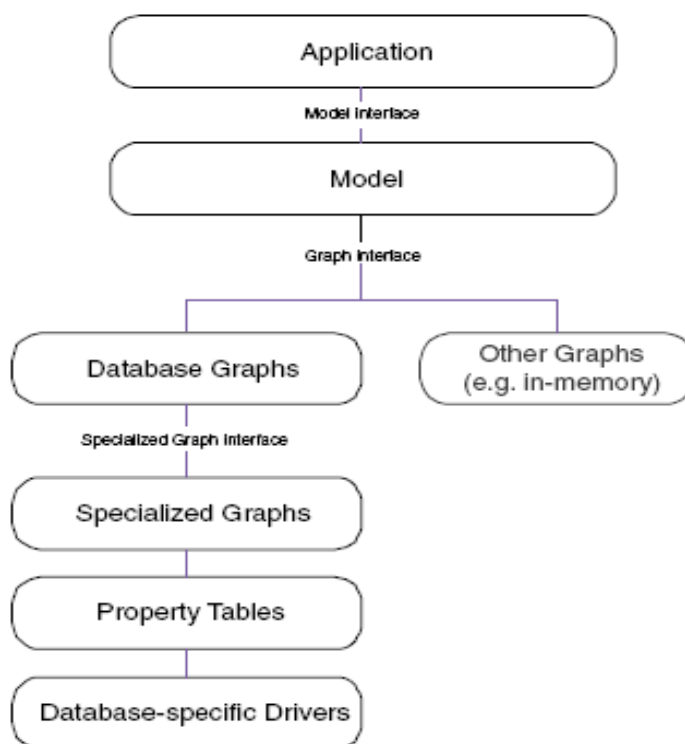 Application
Model Interface
Model
Graph Interface
Database Graphs
Other Graphs
(e.g. in-memory)
Specialized Graph Interface
Specialized Graphs
Property Tables
Database-specific Drivers